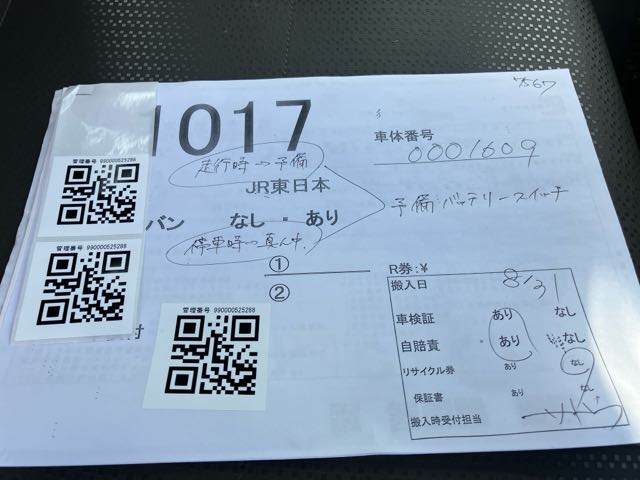 7567
1017
車体番号
0001609
走行時→予備
JR東日本
予備バッテリースイッチ
バン なし・あり
停車時→真ん中
①
②
管理番号 990000525288
管理番号 990000525288
管理番号 990000525288
付
R券:¥
搬入日 8/31
車検証 あり なし
自賠責 あり なし
リサイクル券 あり なし
保証書 あり なし
搬入時受付担当